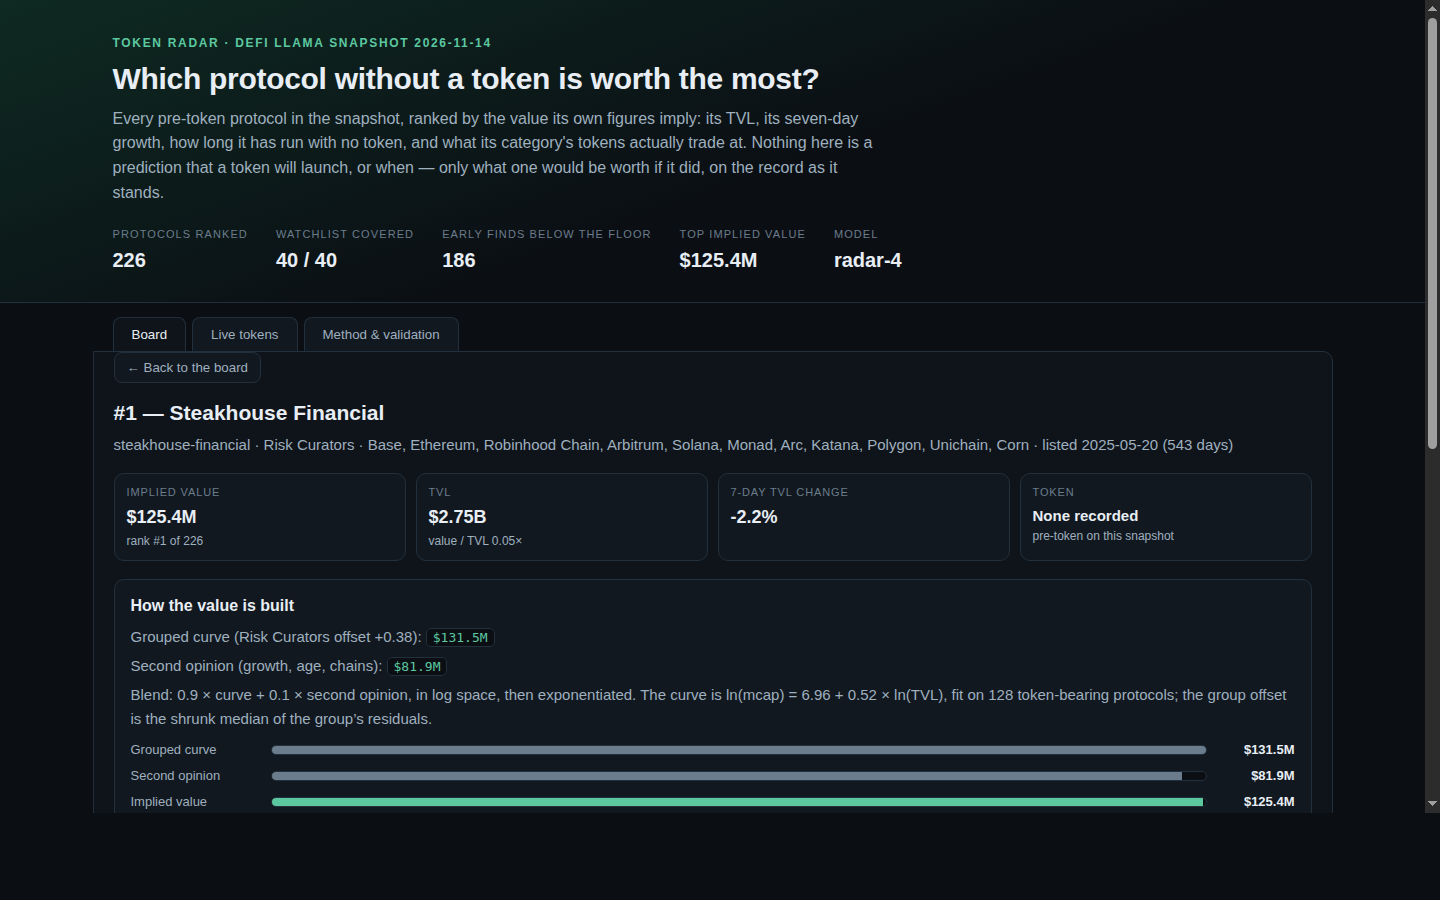 TOKEN RADAR · DEFI LLAMA SNAPSHOT 2026-11-14
Which protocol without a token is worth the most?
Every pre-token protocol in the snapshot, ranked by the value its own figures imply: its TVL, its seven-day
growth, how long it has run with no token, and what its category's tokens actually trade at. Nothing here is a
prediction that a token will launch, or when — only what one would be worth if it did, on the record as it
stands.
PROTOCOLS RANKED
226
WATCHLIST COVERED
40 / 40
EARLY FINDS BELOW THE FLOOR
186
TOP IMPLIED VALUE
$125.4M
MODEL
radar-4
Board
Live tokens
Method & validation
← Back to the board
#1 — Steakhouse Financial
steakhouse-financial · Risk Curators · Base, Ethereum, Robinhood Chain, Arbitrum, Solana, Monad, Arc, Katana, Polygon, Unichain, Corn · listed 2025-05-20 (543 days)
IMPLIED VALUE
$125.4M
rank #1 of 226
TVL
$2.75B
value / TVL 0.05×
7-DAY TVL CHANGE
-2.2%
TOKEN
None recorded
pre-token on this snapshot
How the value is built
Grouped curve (Risk Curators offset +0.38): $131.5M
Second opinion (growth, age, chains): $81.9M
Blend: 0.9 × curve + 0.1 × second opinion, in log space, then exponentiated. The curve is ln(mcap) = 6.96 + 0.52 × ln(TVL), fit on 128 token-bearing protocols; the group offset
is the shrunk median of the group's residuals.
Grouped curve $131.5M
Second opinion $81.9M
Implied value $125.4M